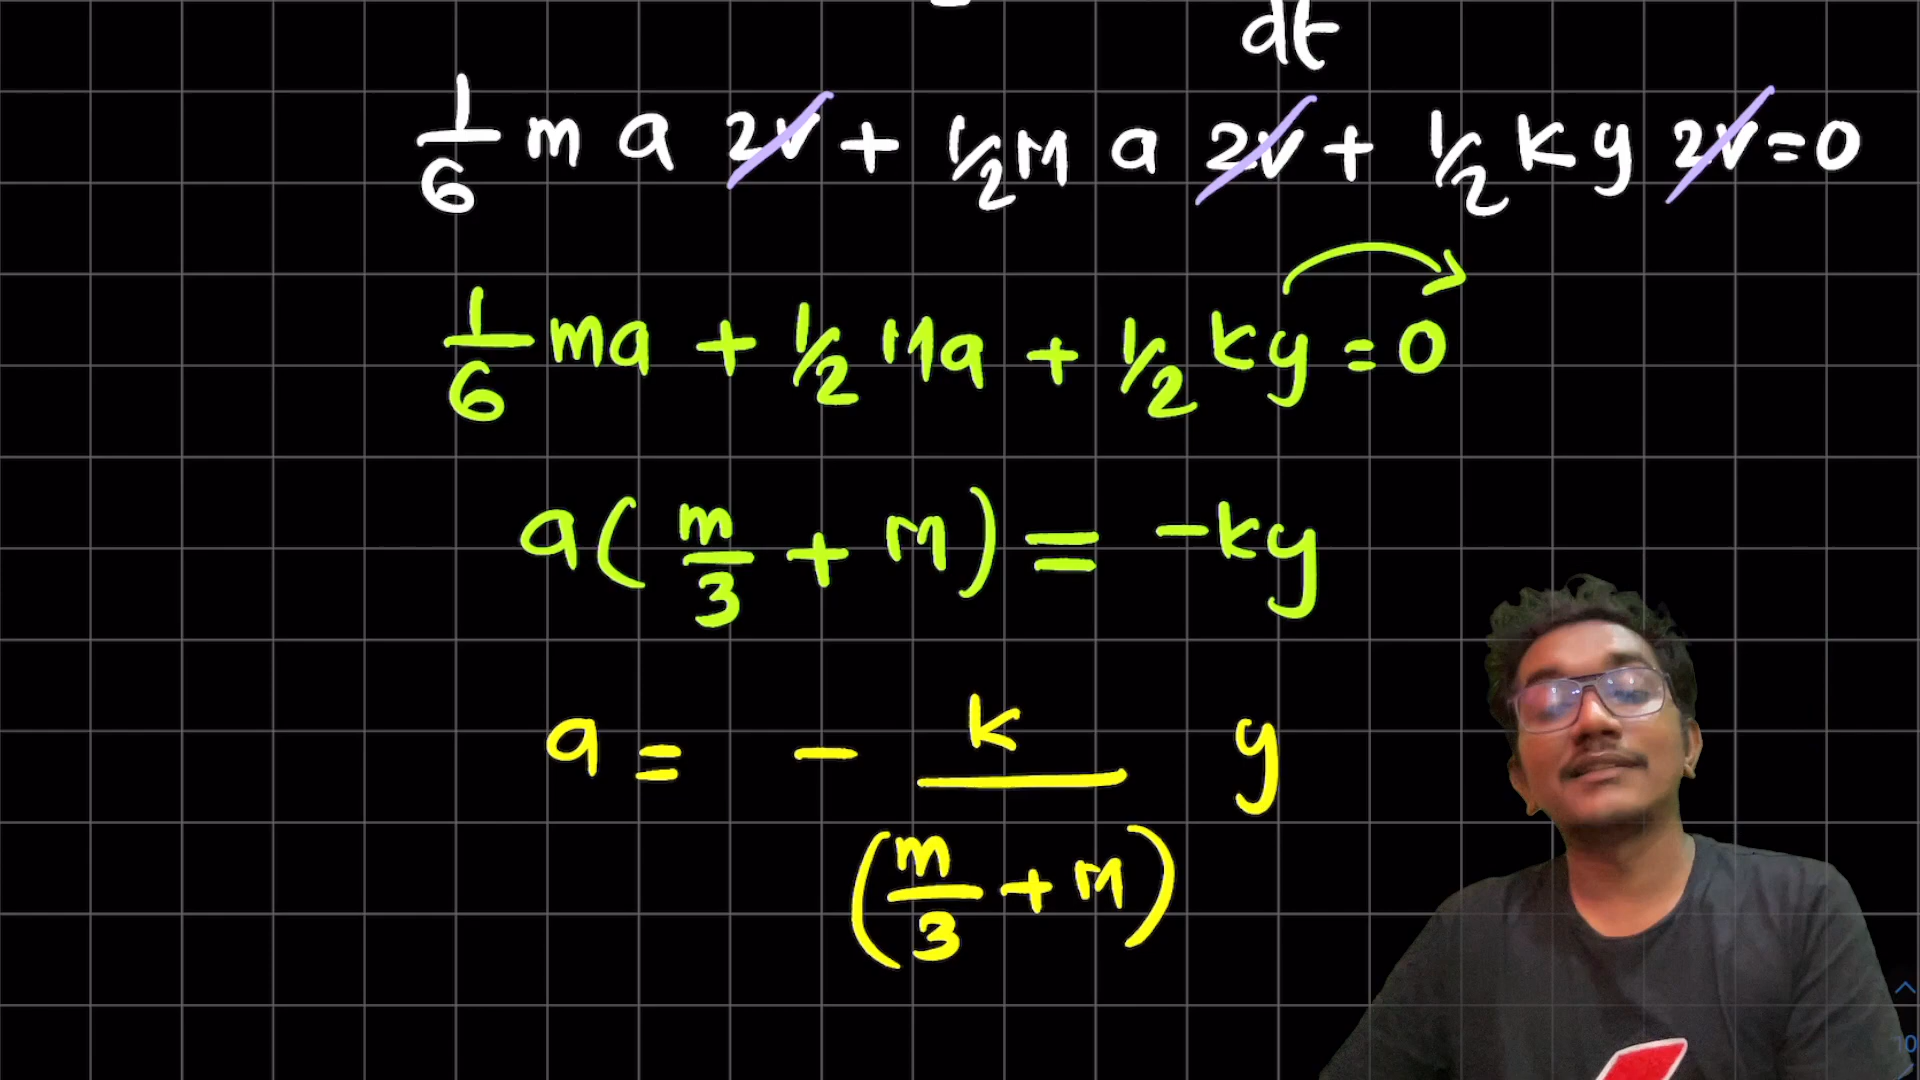 dt
1/6 m a 2v + 1/2 M a 2v + 1/2 k y 2v = 0
1/6 ma + 1/2 Ma + 1/2 ky = 0
a( m/3 + M) = -ky
a = - k/(m/3 + M) y
10